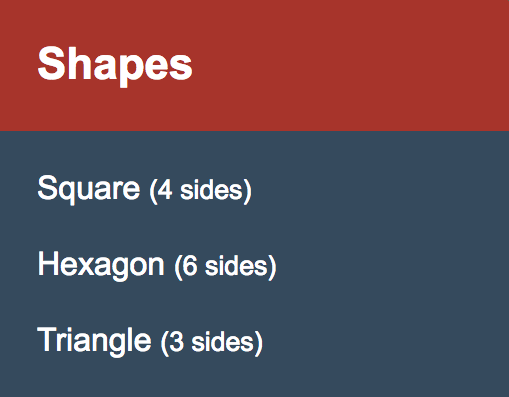 Shapes
Square (4 sides)
Hexagon (6 sides)
Triangle (3 sides)